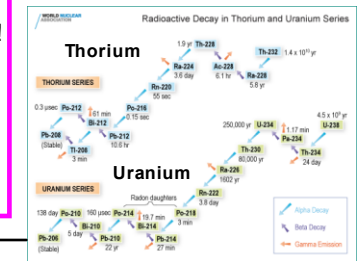 !
WORLD NUCLEAR
ASSOCIATION
Radioactive Decay in Thorium and Uranium Series
Thorium
1.9 yr Th-228
Th-232 1.4 x 10¹⁰ yr
Ra-224
3.6 day
Ac-228
6.1 hr
Ra-228
5.8 yr
THORIUM SERIES
Rn-220
55 sec
0.3 µsec Po-212
61 min
Po-216
0.15 sec
Bi-212
Pb-208
(Stable)
Pb-212
10.6 hr
Tl-208
3 min
4.5 x 10⁹ yr
250,000 yr U-234
U-238
1.17 min
Pa-234
Th-230
80,000 yr
Th-234
24 day
Uranium
Ra-226
1602 yr
URANIUM SERIES
Radon daughters
Rn-222
3.8 day
138 day Po-210
160 µsec Po-214
19.7 min
Po-218
3 min
Bi-210
5 day
Bi-214
Pb-206
(Stable)
Pb-210
22 yr
Pb-214
27 min
Alpha Decay
Beta Decay
Gamma Emission